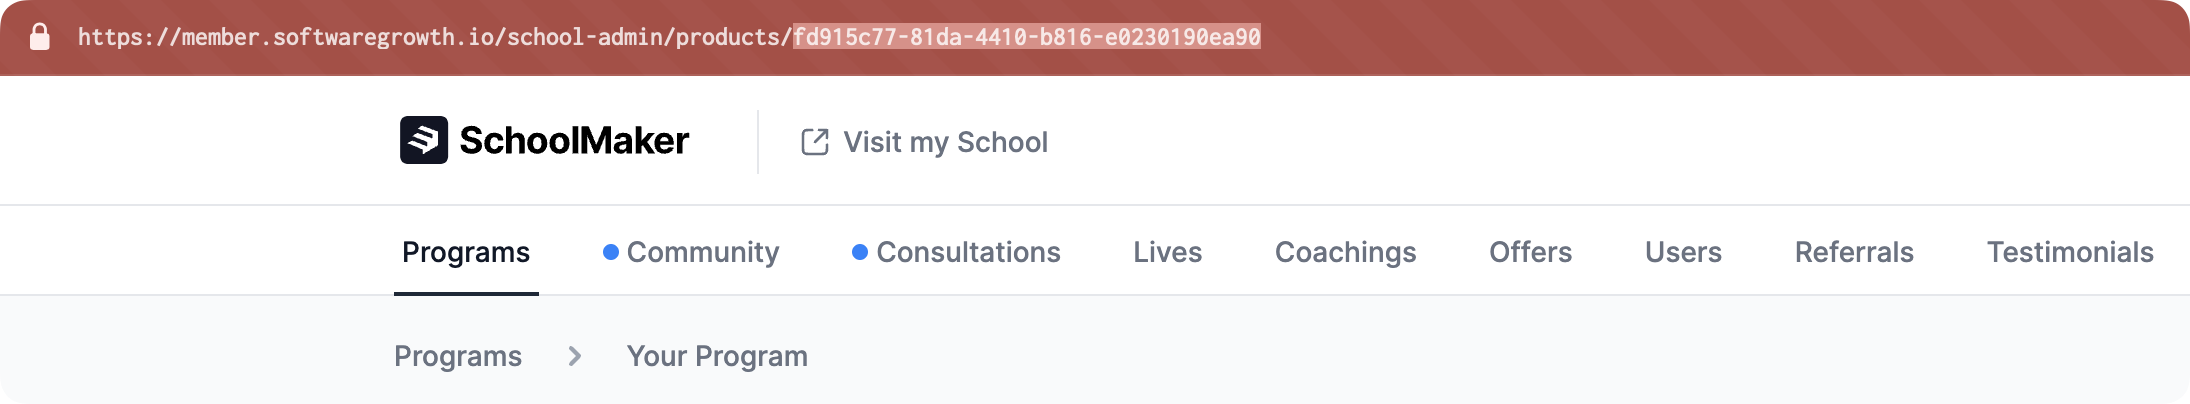 https://member.softwaregrowth.io/school-admin/products/fd915c77-81da-4410-b816-e0230190ea90
SchoolMaker Visit my School
Programs Community Consultations Lives Coachings Offers Users Referrals Testimonials
Programs > Your Program